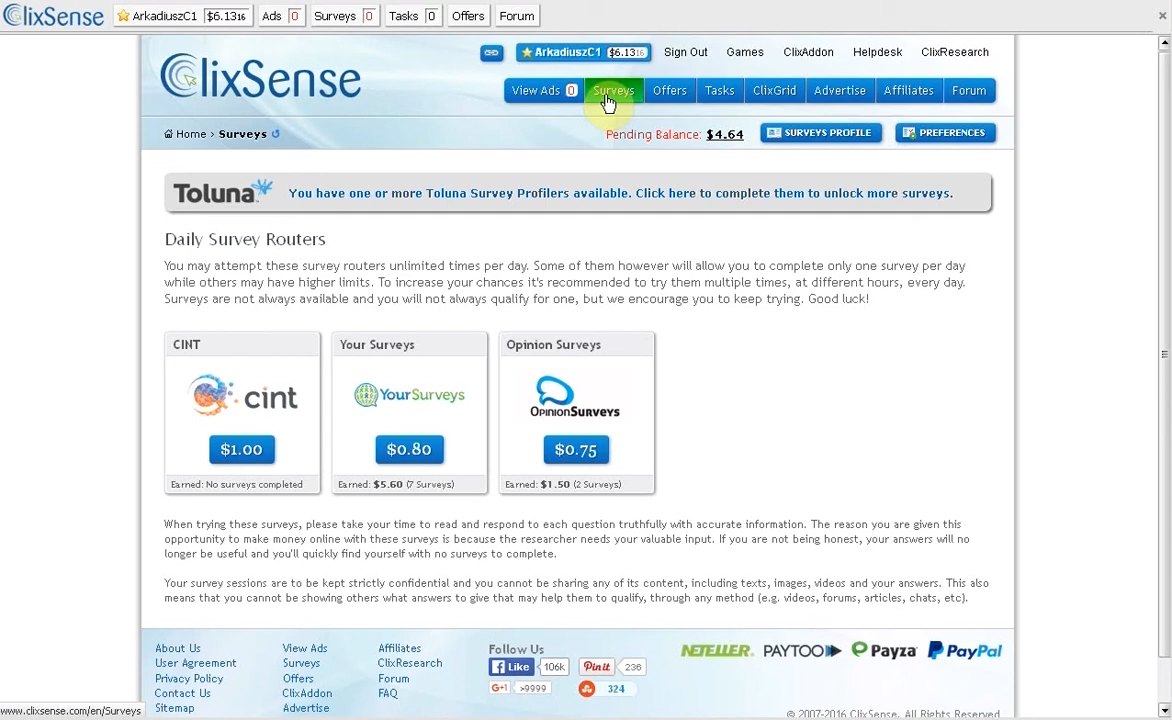 ClixSense ArkadiuszC1 $6.1316 Ads 0 Surveys 0 Tasks 0 Offers Forum
ClixSense
ArkadiuszC1 $6.1316 Sign Out Games ClixAddon Helpdesk ClixResearch
View Ads 0 Surveys Offers Tasks ClixGrid Advertise Affiliates Forum
Home › Surveys Pending Balance: $4.64 SURVEYS PROFILE PREFERENCES
Toluna You have one or more Toluna Survey Profilers available. Click here to complete them to unlock more surveys.
Daily Survey Routers
You may attempt these survey routers unlimited times per day. Some of them however will allow you to complete only one survey per day
while others may have higher limits. To increase your chances it's recommended to try them multiple times, at different hours, every day.
Surveys are not always available and you will not always qualify for one, but we encourage you to keep trying. Good luck!
CINT Your Surveys Opinion Surveys
cint YourSurveys OPINIONSURVEYS
$1.00 $0.80 $0.75
Earned: No surveys completed Earned: $5.60 (7 Surveys) Earned: $1.50 (2 Surveys)
When trying these surveys, please take your time to read and respond to each question truthfully with accurate information. The reason you are given this
opportunity to make money online with these surveys is because the researcher needs your valuable input. If you are not being honest, your answers will no
longer be useful and you'll quickly find yourself with no surveys to complete.
Your survey sessions are to be kept strictly confidential and you cannot be sharing any of its content, including texts, images, videos and your answers. This also
means that you cannot be showing others what answers to give that may help them to qualify, through any method (e.g. videos, forums, articles, chats, etc).
About Us View Ads Affiliates Follow Us NETELLER. PAYTOO Payza PayPal
User Agreement Surveys ClixResearch Like 106k Pin it 236
Privacy Policy Offers Forum G+1 >9999 324
Contact Us ClixAddon FAQ
Sitemap Advertise © 2007-2016 ClixSense. All Rights Reserved
www.clixsense.com/en/Surveys